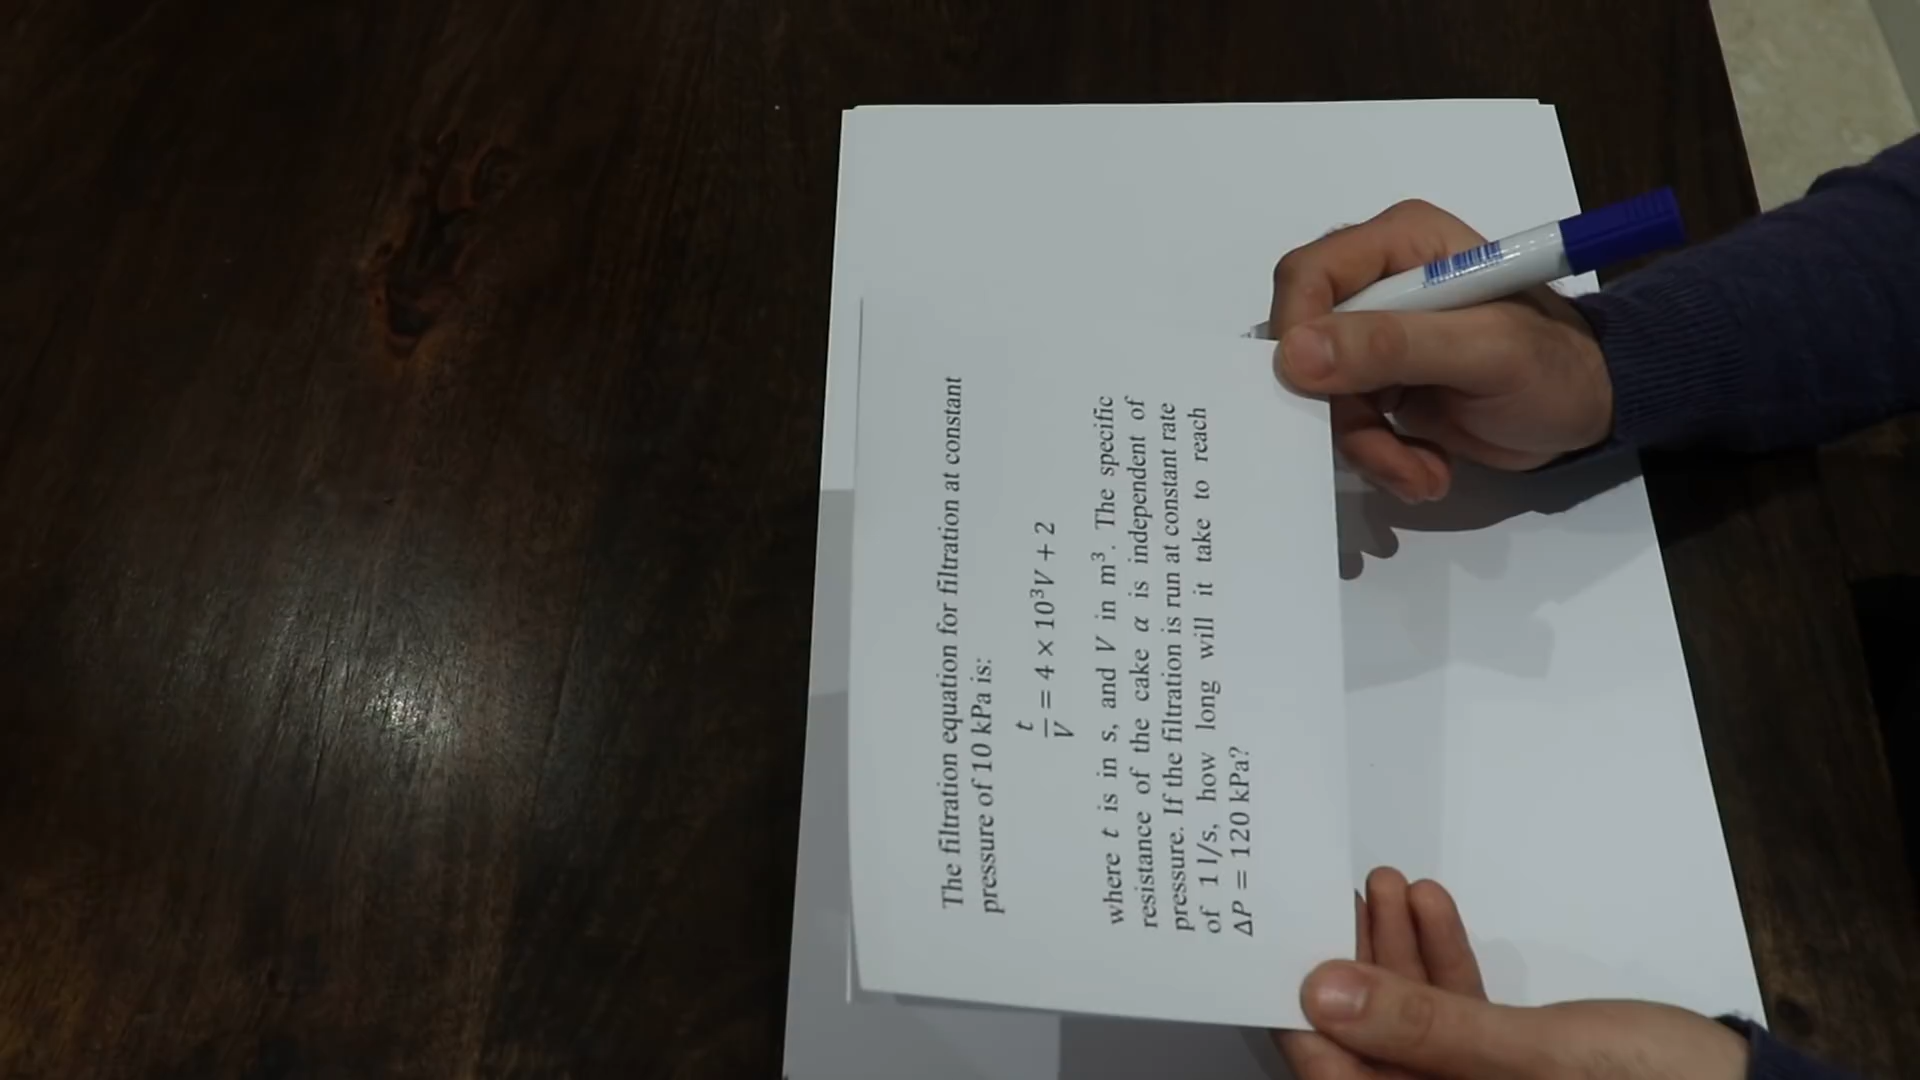 The filtration equation for filtration at constant
pressure of 10 kPa is:
t/V = 4 × 10³V + 2
where t is in s, and V in m³. The specific
resistance of the cake α is independent of
pressure. If the filtration is run at constant rate
of 1 l/s, how long will it take to reach
ΔP = 120 kPa?